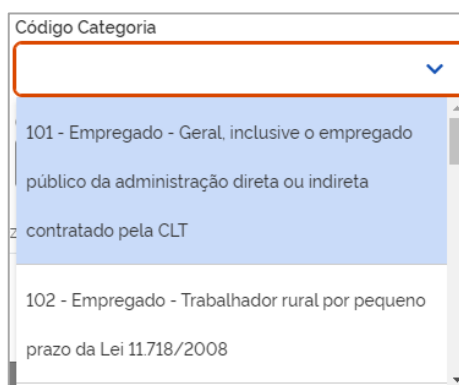 Código Categoria
101 - Empregado - Geral, inclusive o empregado
público da administração direta ou indireta
contratado pela CLT
102 - Empregado - Trabalhador rural por pequeno
prazo da Lei 11.718/2008